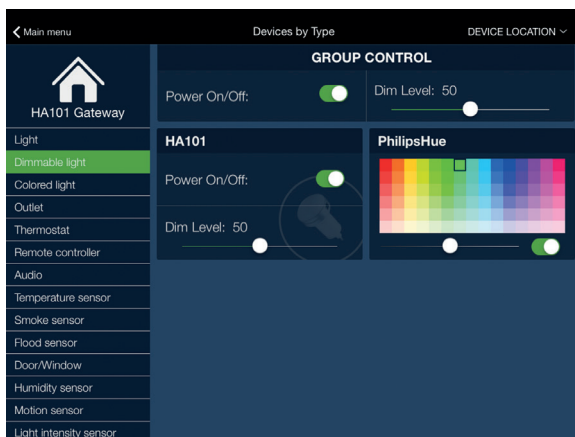 Main menu
Devices by Type
DEVICE LOCATION
HA101 Gateway
Light
Dimmable light
Colored light
Outlet
Thermostat
Remote controller
Audio
Temperature sensor
Smoke sensor
Flood sensor
Door/Window
Humidity sensor
Motion sensor
Light intensity sensor
GROUP CONTROL
Power On/Off:
Dim Level: 50
HA101
Power On/Off:
Dim Level: 50
PhilipsHue